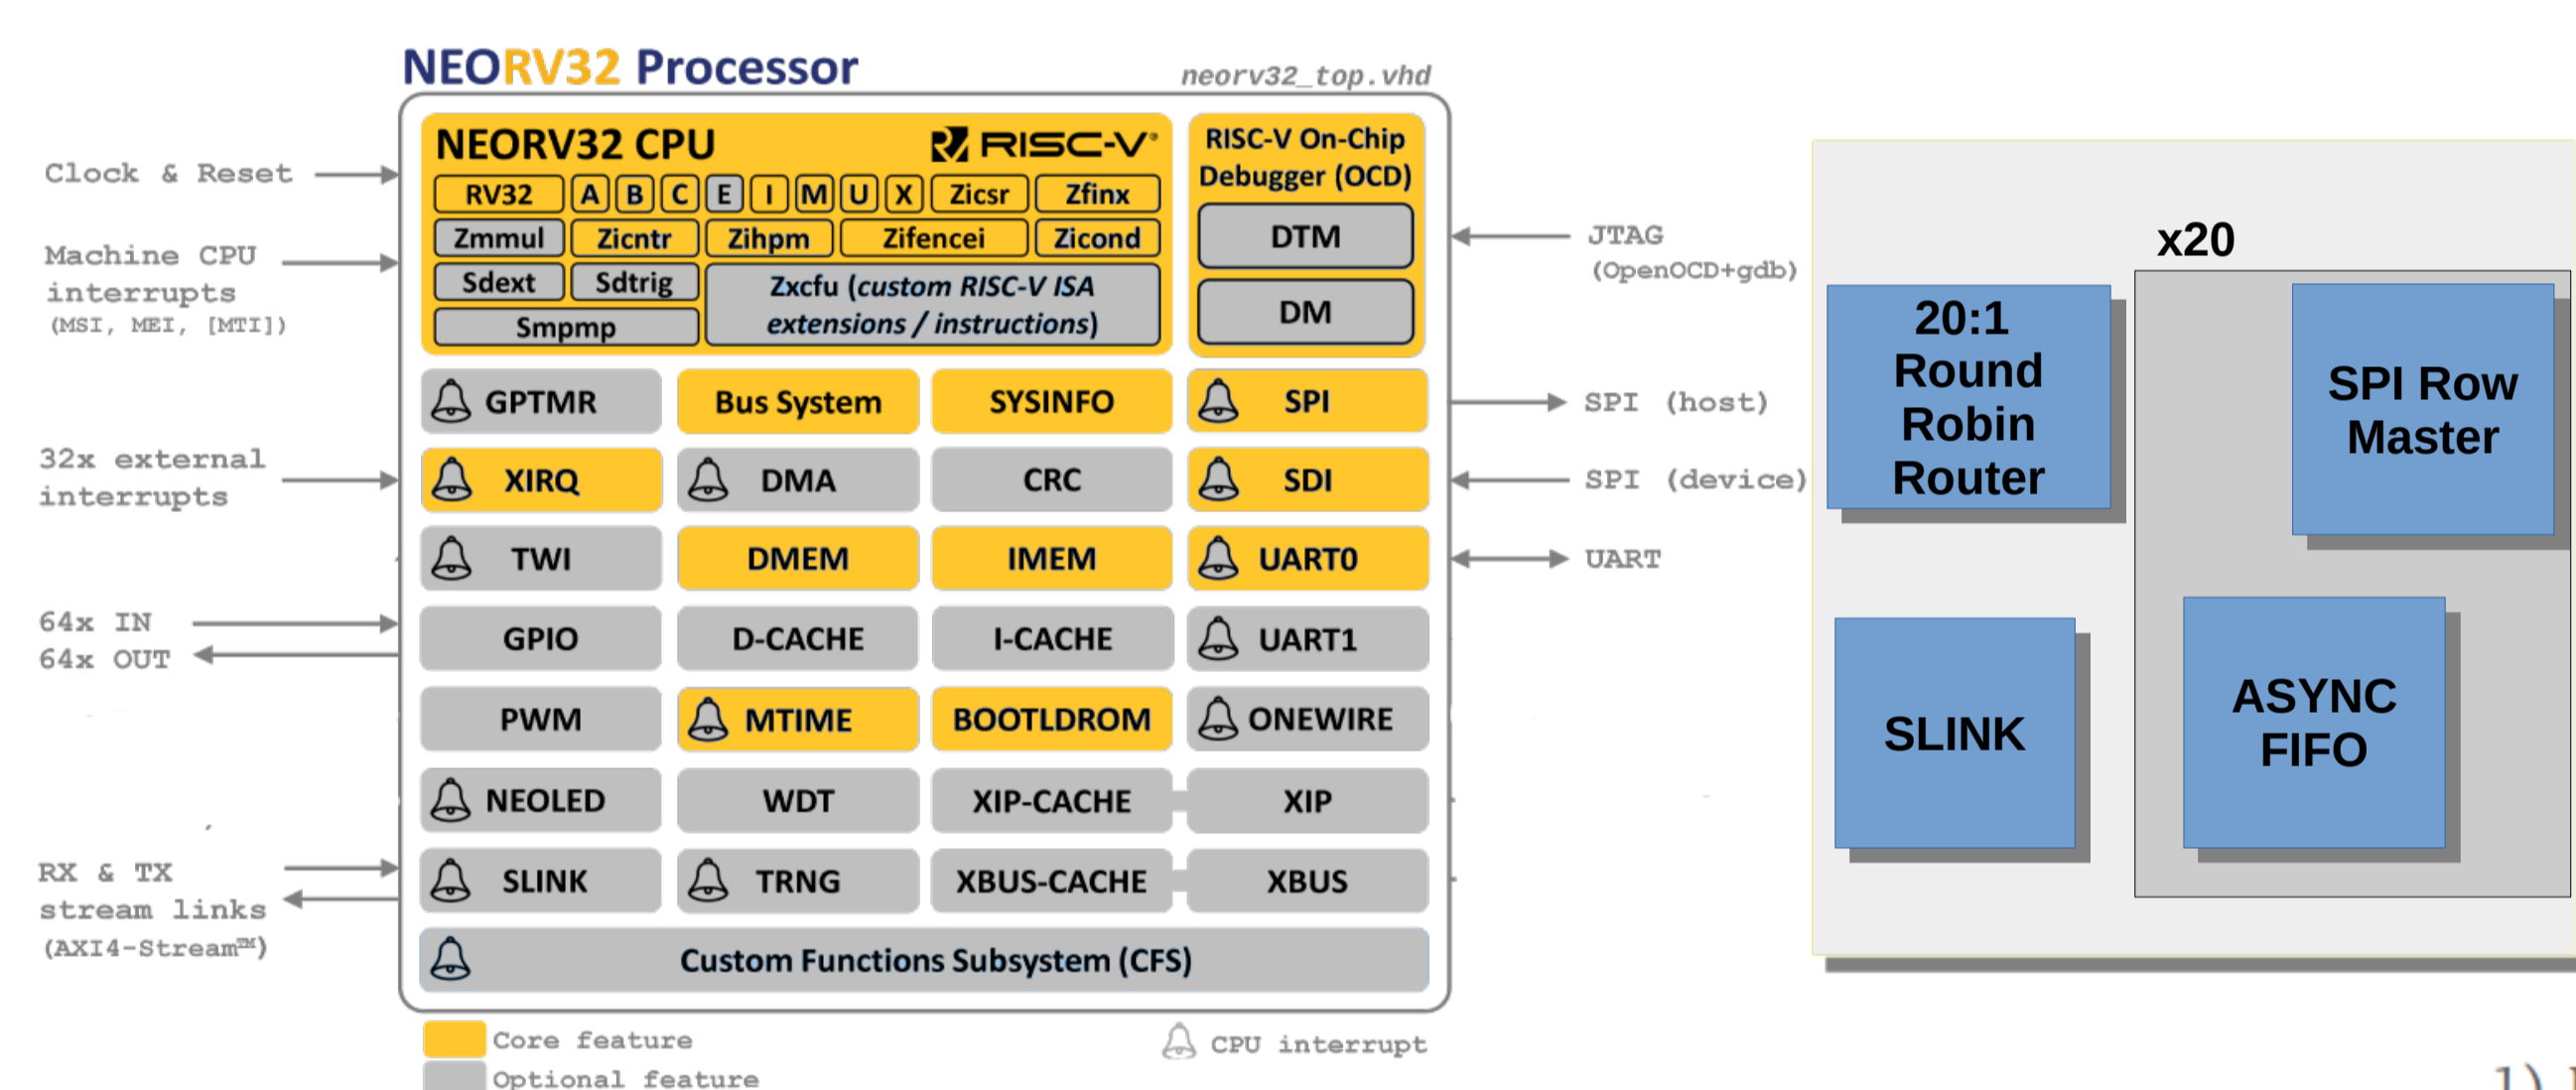 NEORV32 Processor
neorv32_top.vhd
Clock & Reset
Machine CPU
interrupts
(MSI, MEI, [MTI])
32x external
interrupts
64x IN
64x OUT
RX & TX
stream links
(AXI4-Stream™)
NEORV32 CPU
RISC-V®
RV32 A B C E I M U X Zicsr Zfinx
Zmmul Zicntr Zihpm Zifencei Zicond
Sdext Sdtrig
Smpmp
Zxcfu (custom RISC-V ISA
extensions / instructions)
RISC-V On-Chip
Debugger (OCD)
DTM
DM
GPTMR Bus System SYSINFO SPI
XIRQ DMA CRC SDI
TWI DMEM IMEM UART0
GPIO D-CACHE I-CACHE UART1
PWM MTIME BOOTLDROM ONEWIRE
NEOLED WDT XIP-CACHE XIP
SLINK TRNG XBUS-CACHE XBUS
Custom Functions Subsystem (CFS)
Core feature
Optional feature
CPU interrupt
JTAG
(OpenOCD+gdb)
SPI (host)
SPI (device)
UART
x20
20:1
Round
Robin
Router
SPI Row
Master
SLINK
ASYNC
FIFO
1)